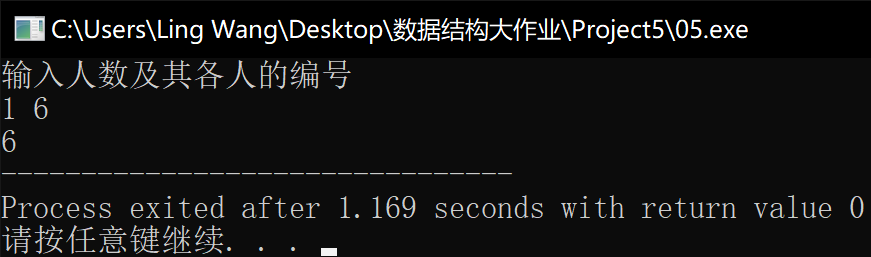 C:\Users\Ling Wang\Desktop\数据结构大作业\Project5\05.exe
输入人数及其各人的编号
1 6
6
--------------------------------
Process exited after 1.169 seconds with return value 0
请按任意键继续. . .